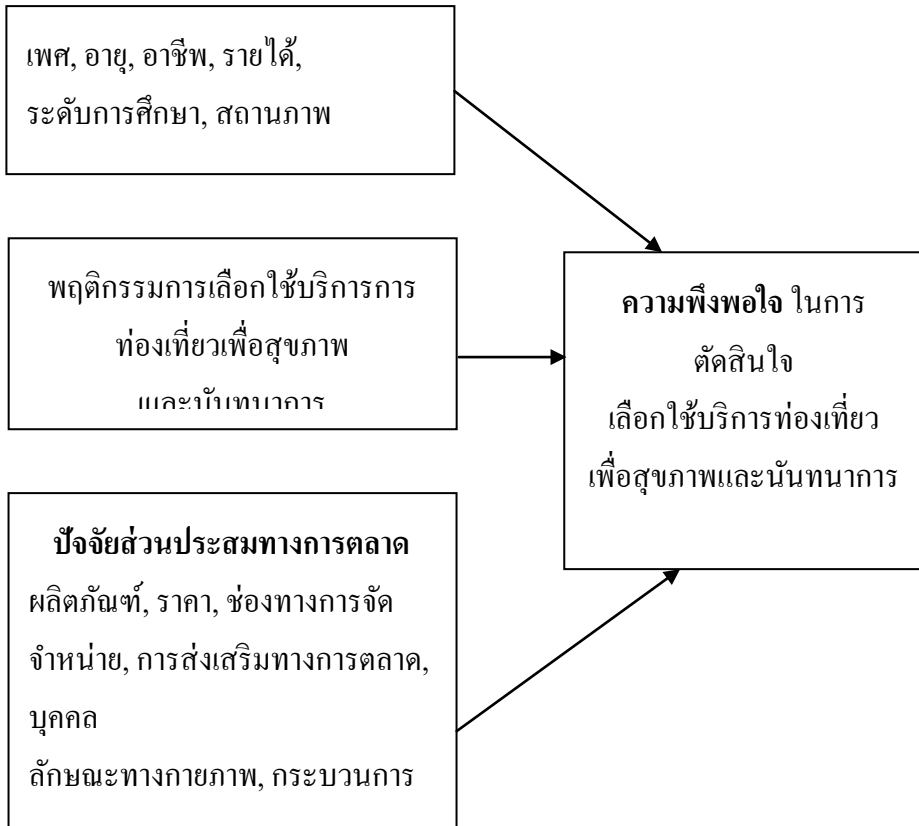 เพศ, อายุ, อาชีพ, รายได้,
ระดับการศึกษา, สถานภาพ
พฤติกรรมการเลือกใช้บริการการ
ท่องเที่ยวเพื่อสุขภาพ
และนันทนาการ
ปัจจัยส่วนประสมทางการตลาด
ผลิตภัณฑ์, ราคา, ช่องทางการจัด
จำหน่าย, การส่งเสริมทางการตลาด,
บุคคล
ลักษณะทางกายภาพ, กระบวนการ
ความพึงพอใจ ในการ
ตัดสินใจ
เลือกใช้บริการท่องเที่ยว
เพื่อสุขภาพและนันทนาการ